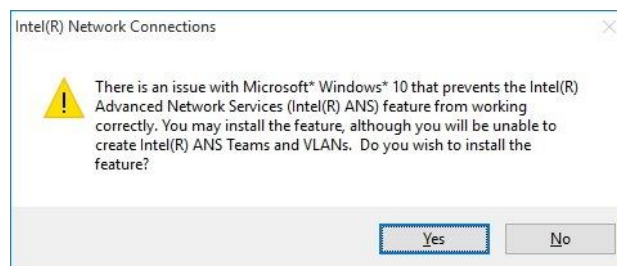 Intel(R) Network Connections
There is an issue with Microsoft* Windows* 10 that prevents the Intel(R)
Advanced Network Services (Intel(R) ANS) feature from working
correctly. You may install the feature, although you will be unable to
create Intel(R) ANS Teams and VLANs.  Do you wish to install the
feature?
Yes
No